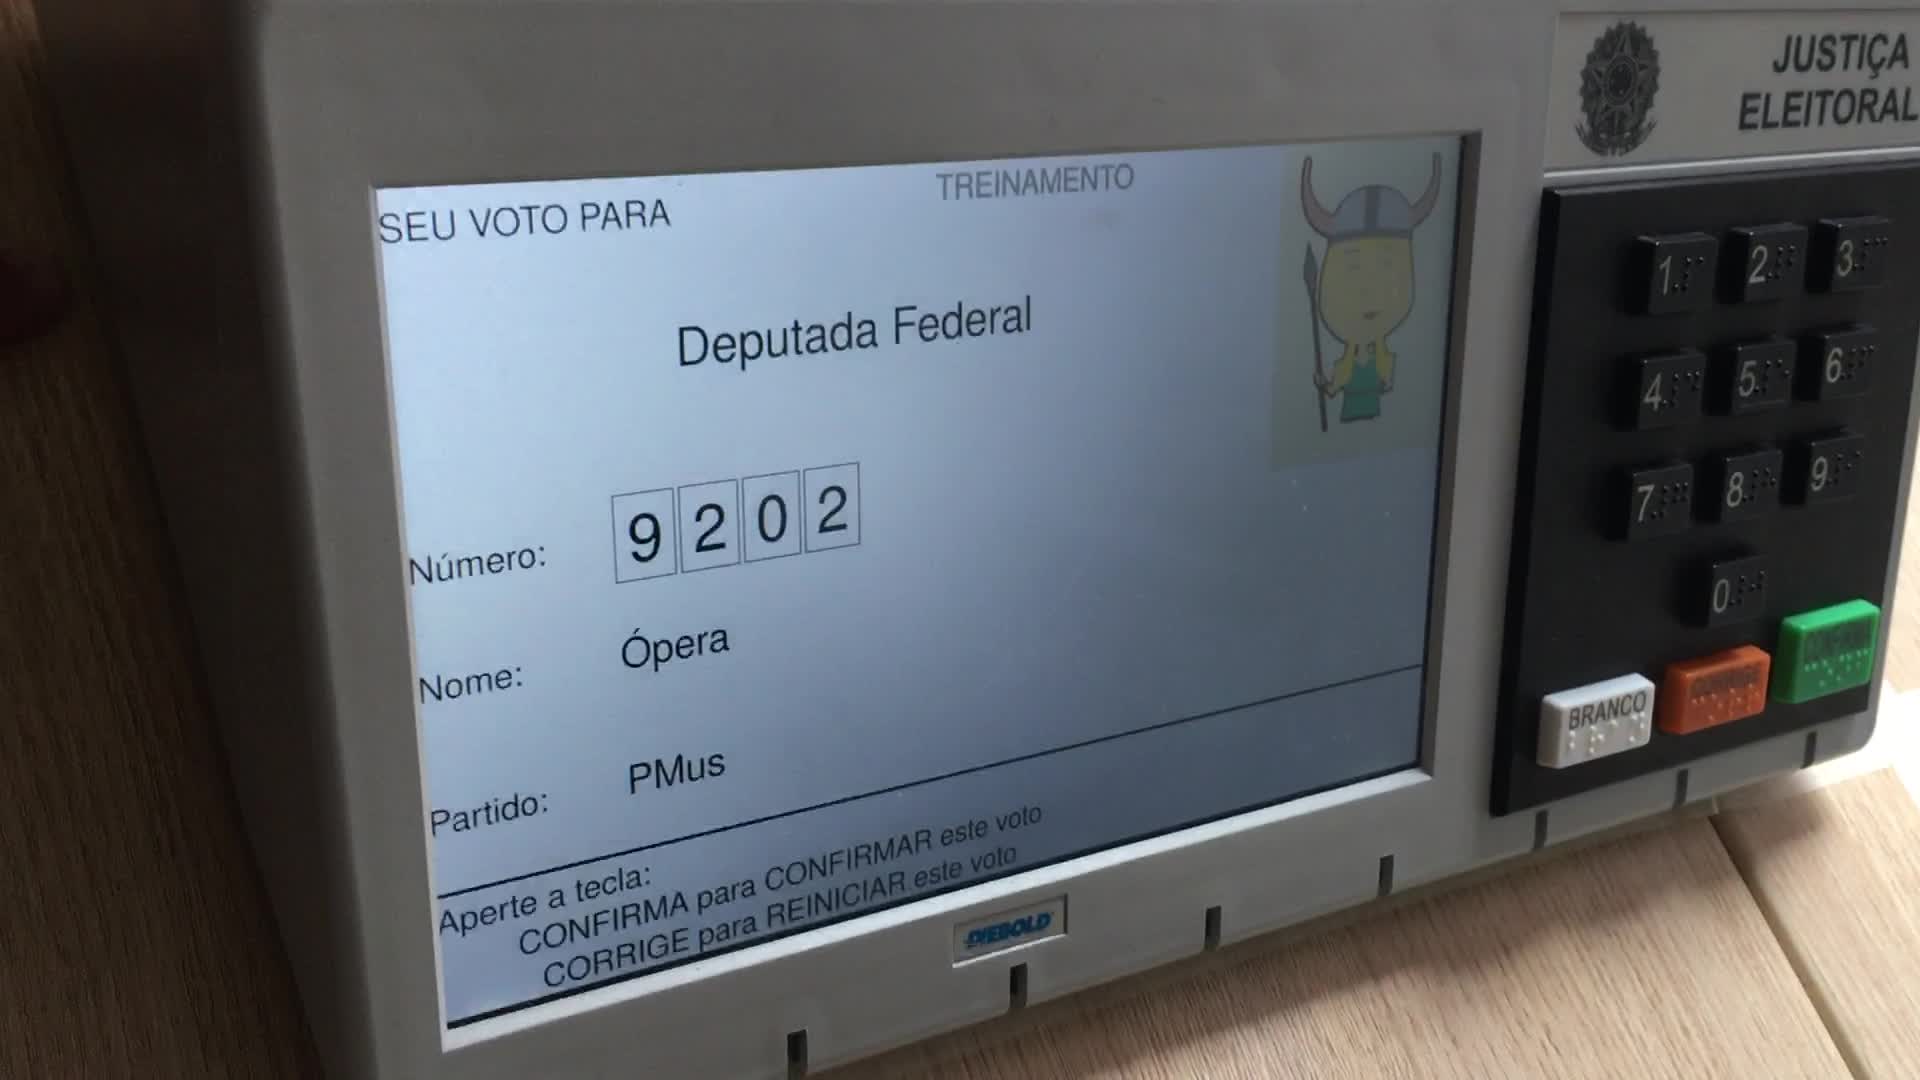 JUSTIÇA
ELEITORAL
SEU VOTO PARA
TREINAMENTO
Deputada Federal
Número: 9202
Nome: Ópera
Partido: PMus
Aperte a tecla:
CONFIRMA para CONFIRMAR este voto
CORRIGE para REINICIAR este voto
DIEBOLD
1 2 3
4 5 6
7 8 9
0
BRANCO